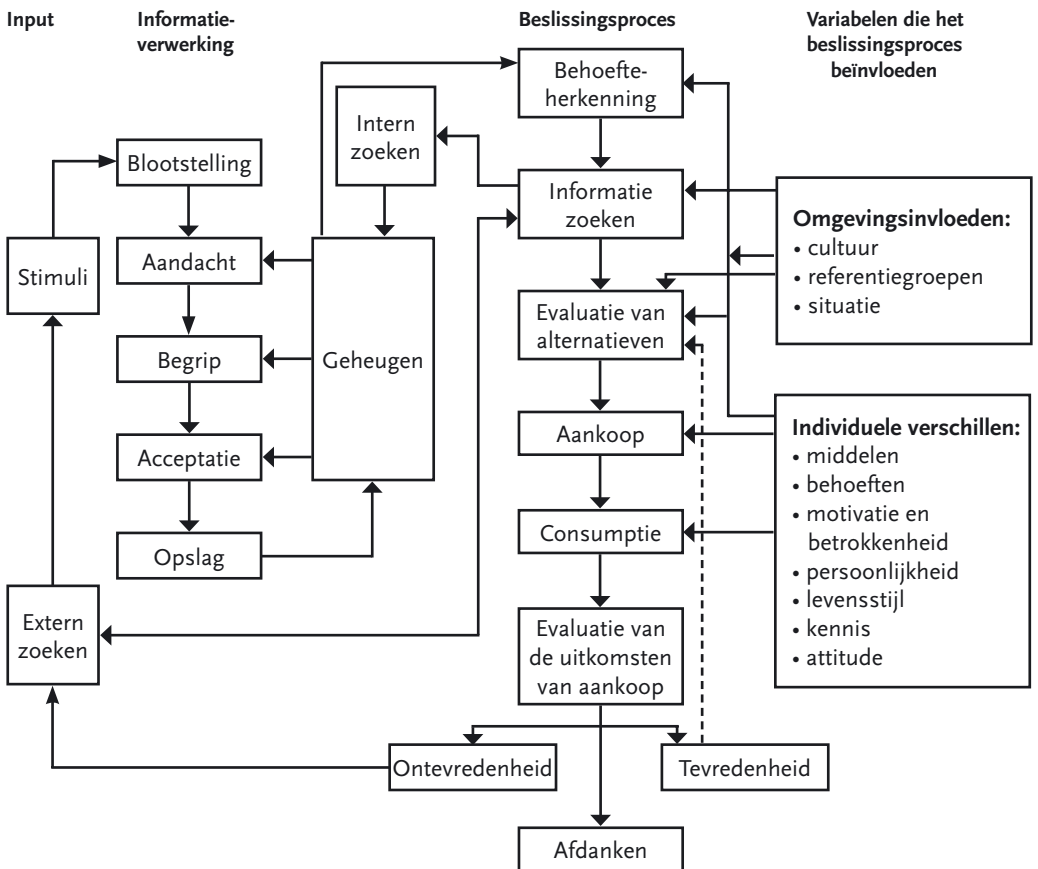 Input
Informatie-
verwerking
Beslissingsproces
Variabelen die het
beslissingsproces
beïnvloeden
Behoefte-
herkenning
Intern
zoeken
Blootstelling
Informatie
zoeken
Omgevingsinvloeden:
• cultuur
• referentiegroepen
• situatie
Stimuli
Aandacht
Geheugen
Evaluatie van
alternatieven
Begrip
Aankoop
Individuele verschillen:
• middelen
• behoeften
• motivatie en
betrokkenheid
• persoonlijkheid
• levensstijl
• kennis
• attitude
Acceptatie
Consumptie
Opslag
Extern
zoeken
Evaluatie van
de uitkomsten
van aankoop
Ontevredenheid
Tevredenheid
Afdanken